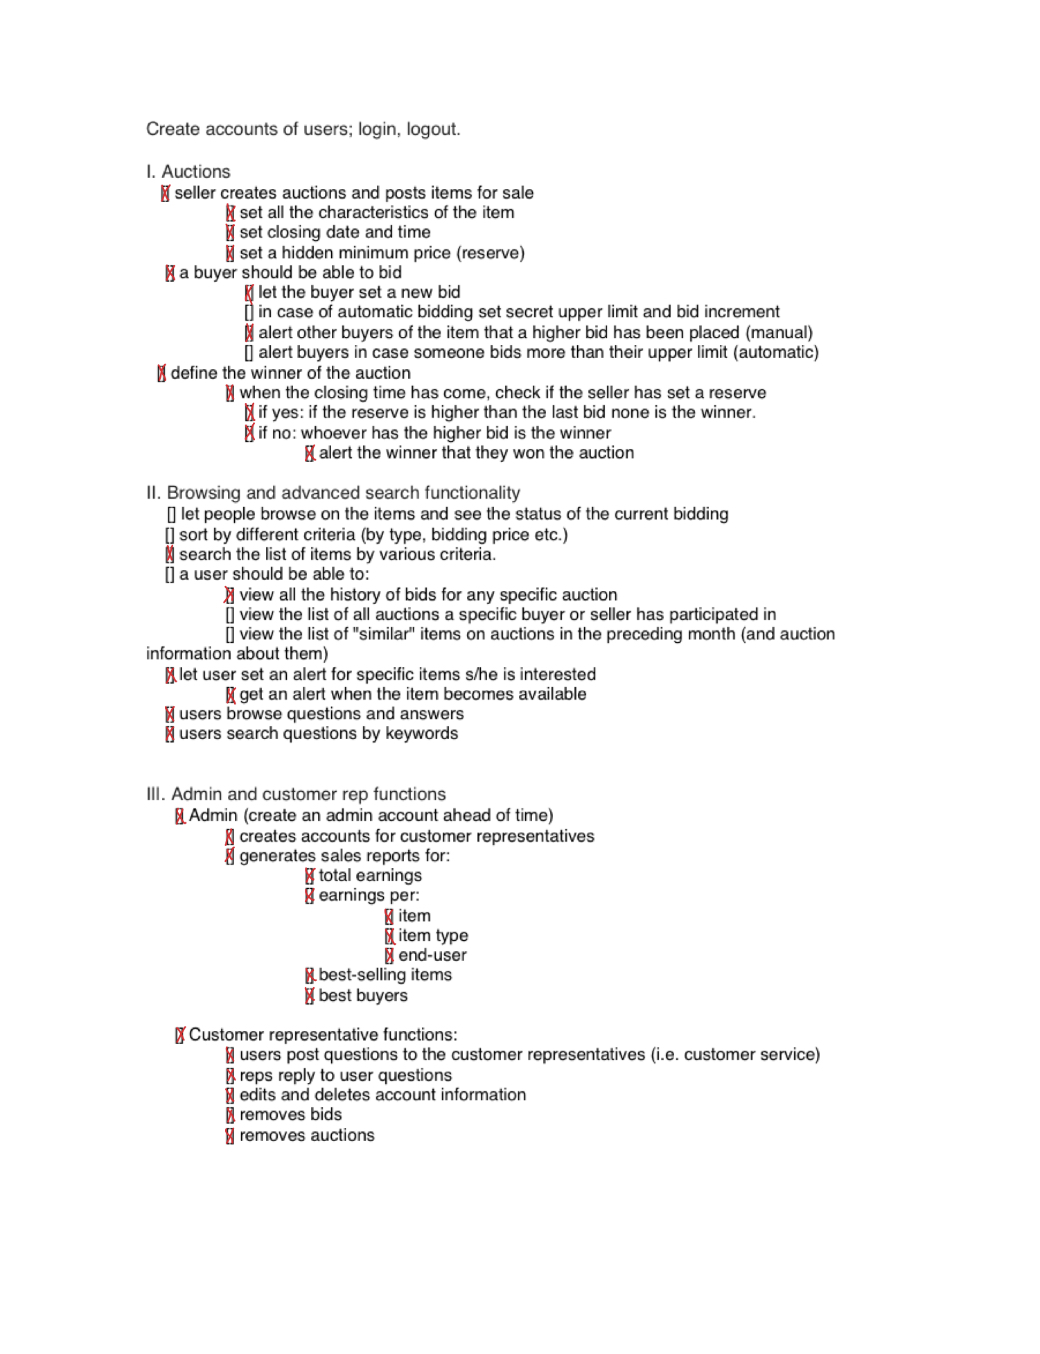 Create accounts of users; login, logout.
I. Auctions
[X] seller creates auctions and posts items for sale
[X] set all the characteristics of the item
[X] set closing date and time
[X] set a hidden minimum price (reserve)
[X] a buyer should be able to bid
[X] let the buyer set a new bid
[] in case of automatic bidding set secret upper limit and bid increment
[X] alert other buyers of the item that a higher bid has been placed (manual)
[] alert buyers in case someone bids more than their upper limit (automatic)
[X] define the winner of the auction
[X] when the closing time has come, check if the seller has set a reserve
[X] if yes: if the reserve is higher than the last bid none is the winner.
[X] if no: whoever has the higher bid is the winner
[X] alert the winner that they won the auction
II. Browsing and advanced search functionality
[] let people browse on the items and see the status of the current bidding
[] sort by different criteria (by type, bidding price etc.)
[X] search the list of items by various criteria.
[] a user should be able to:
[X] view all the history of bids for any specific auction
[] view the list of all auctions a specific buyer or seller has participated in
[] view the list of "similar" items on auctions in the preceding month (and auction
information about them)
[X] let user set an alert for specific items s/he is interested
[X] get an alert when the item becomes available
[X] users browse questions and answers
[X] users search questions by keywords
III. Admin and customer rep functions
[X] Admin (create an admin account ahead of time)
[X] creates accounts for customer representatives
[X] generates sales reports for:
[X] total earnings
[X] earnings per:
[X] item
[X] item type
[X] end-user
[X] best-selling items
[X] best buyers
[X] Customer representative functions:
[X] users post questions to the customer representatives (i.e. customer service)
[X] reps reply to user questions
[X] edits and deletes account information
[X] removes bids
[X] removes auctions